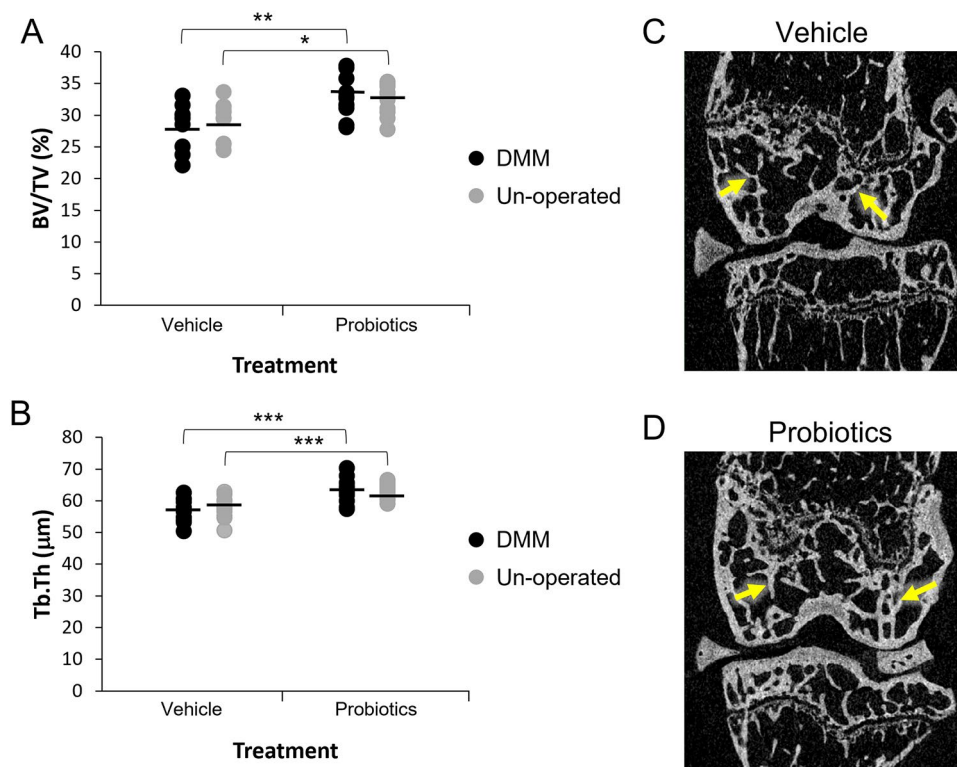 A
**
*
BV/TV (%)
40
35
30
25
20
15
10
5
0
Vehicle
Probiotics
Treatment
DMM
Un-operated
B
***
***
Tb.Th (μm)
80
70
60
50
40
30
20
10
0
Vehicle
Probiotics
Treatment
DMM
Un-operated
C
Vehicle
D
Probiotics